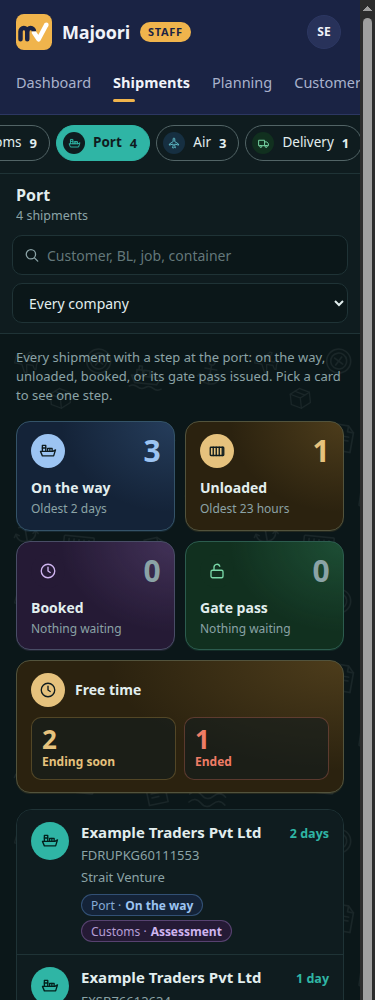 Majoori STAFF SE
Dashboard Shipments Planning Customer
oms 9 Port 4 Air 3 Delivery 1
Port
4 shipments
Customer, BL, job, container
Every company
Every shipment with a step at the port: on the way,
unloaded, booked, or its gate pass issued. Pick a card
to see one step.
3
On the way
Oldest 2 days
1
Unloaded
Oldest 23 hours
0
Booked
Nothing waiting
0
Gate pass
Nothing waiting
Free time
2
Ending soon
1
Ended
Example Traders Pvt Ltd 2 days
FDRUPKG60111553
Strait Venture
Port · On the way
Customs · Assessment
Example Traders Pvt Ltd 1 day